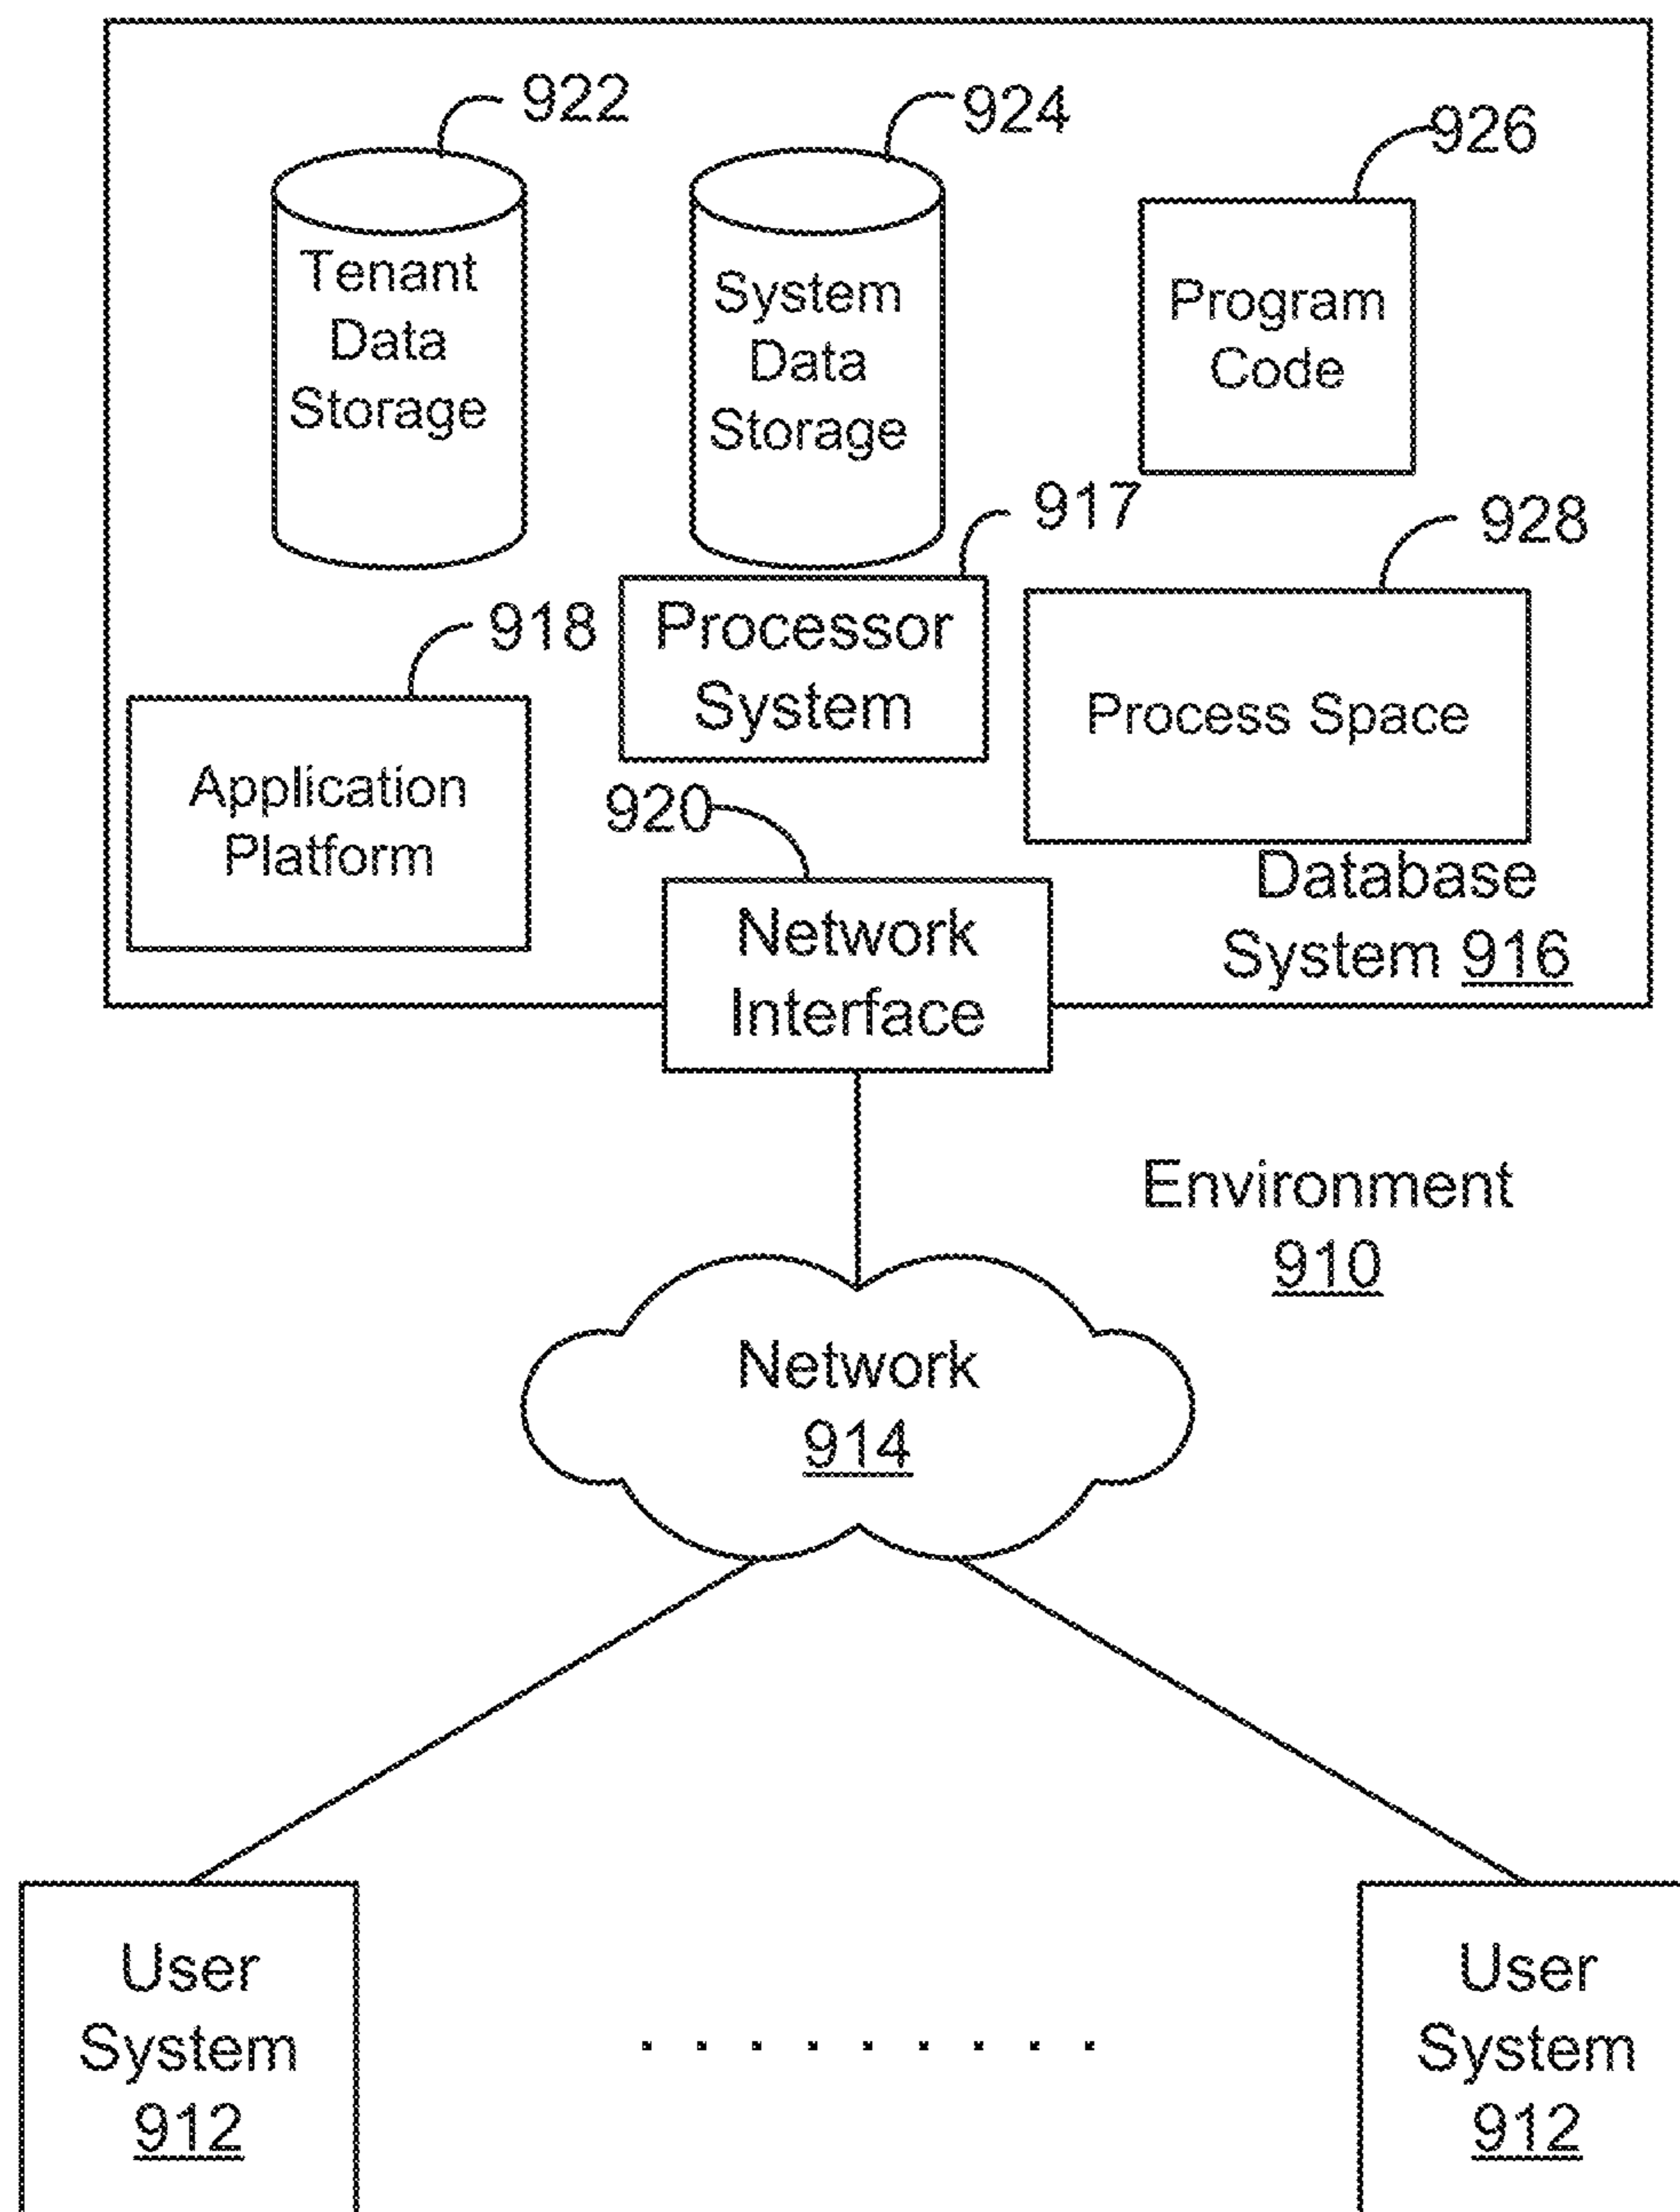 922
924
926
Tenant
Data
Storage
System
Data
Storage
Program
Code
917
928
918
Processor
System
Process Space
Application
Platform
920
Database
System 916
Network
Interface
Environment
910
Network
914
User
System
912
User
System
912